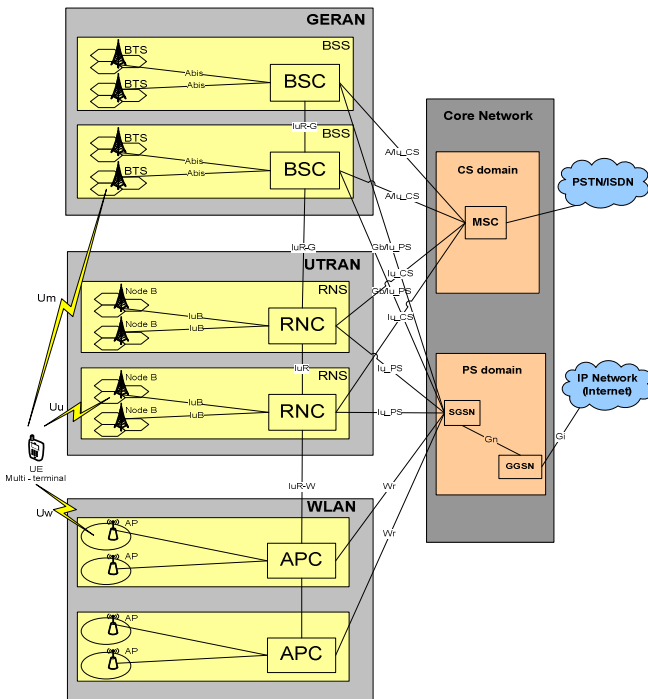 GERAN
BSS
BTS
BTS
Abis
Abis
BSC
IuR-G
BSS
BTS
BTS
Abis
Abis
BSC
IuR-G
A/Iu_CS
A/Iu_CS
Gb/Iu_PS
Iu_CS
Gb/Iu_PS
Iu_CS
Core Network
CS domain
MSC
PSTN/ISDN
UTRAN
RNS
Node B
Node B
IuB
IuB
RNC
IuR
RNS
Node B
Node B
IuB
IuB
RNC
Iu_PS
Iu_PS
PS domain
SGSN
Gn
GGSN
Gi
IP Network
(Internet)
Um
Uu
UE
Multi - terminal
Uw
IuR-W
WLAN
AP
AP
APC
Wr
Wr
AP
AP
APC